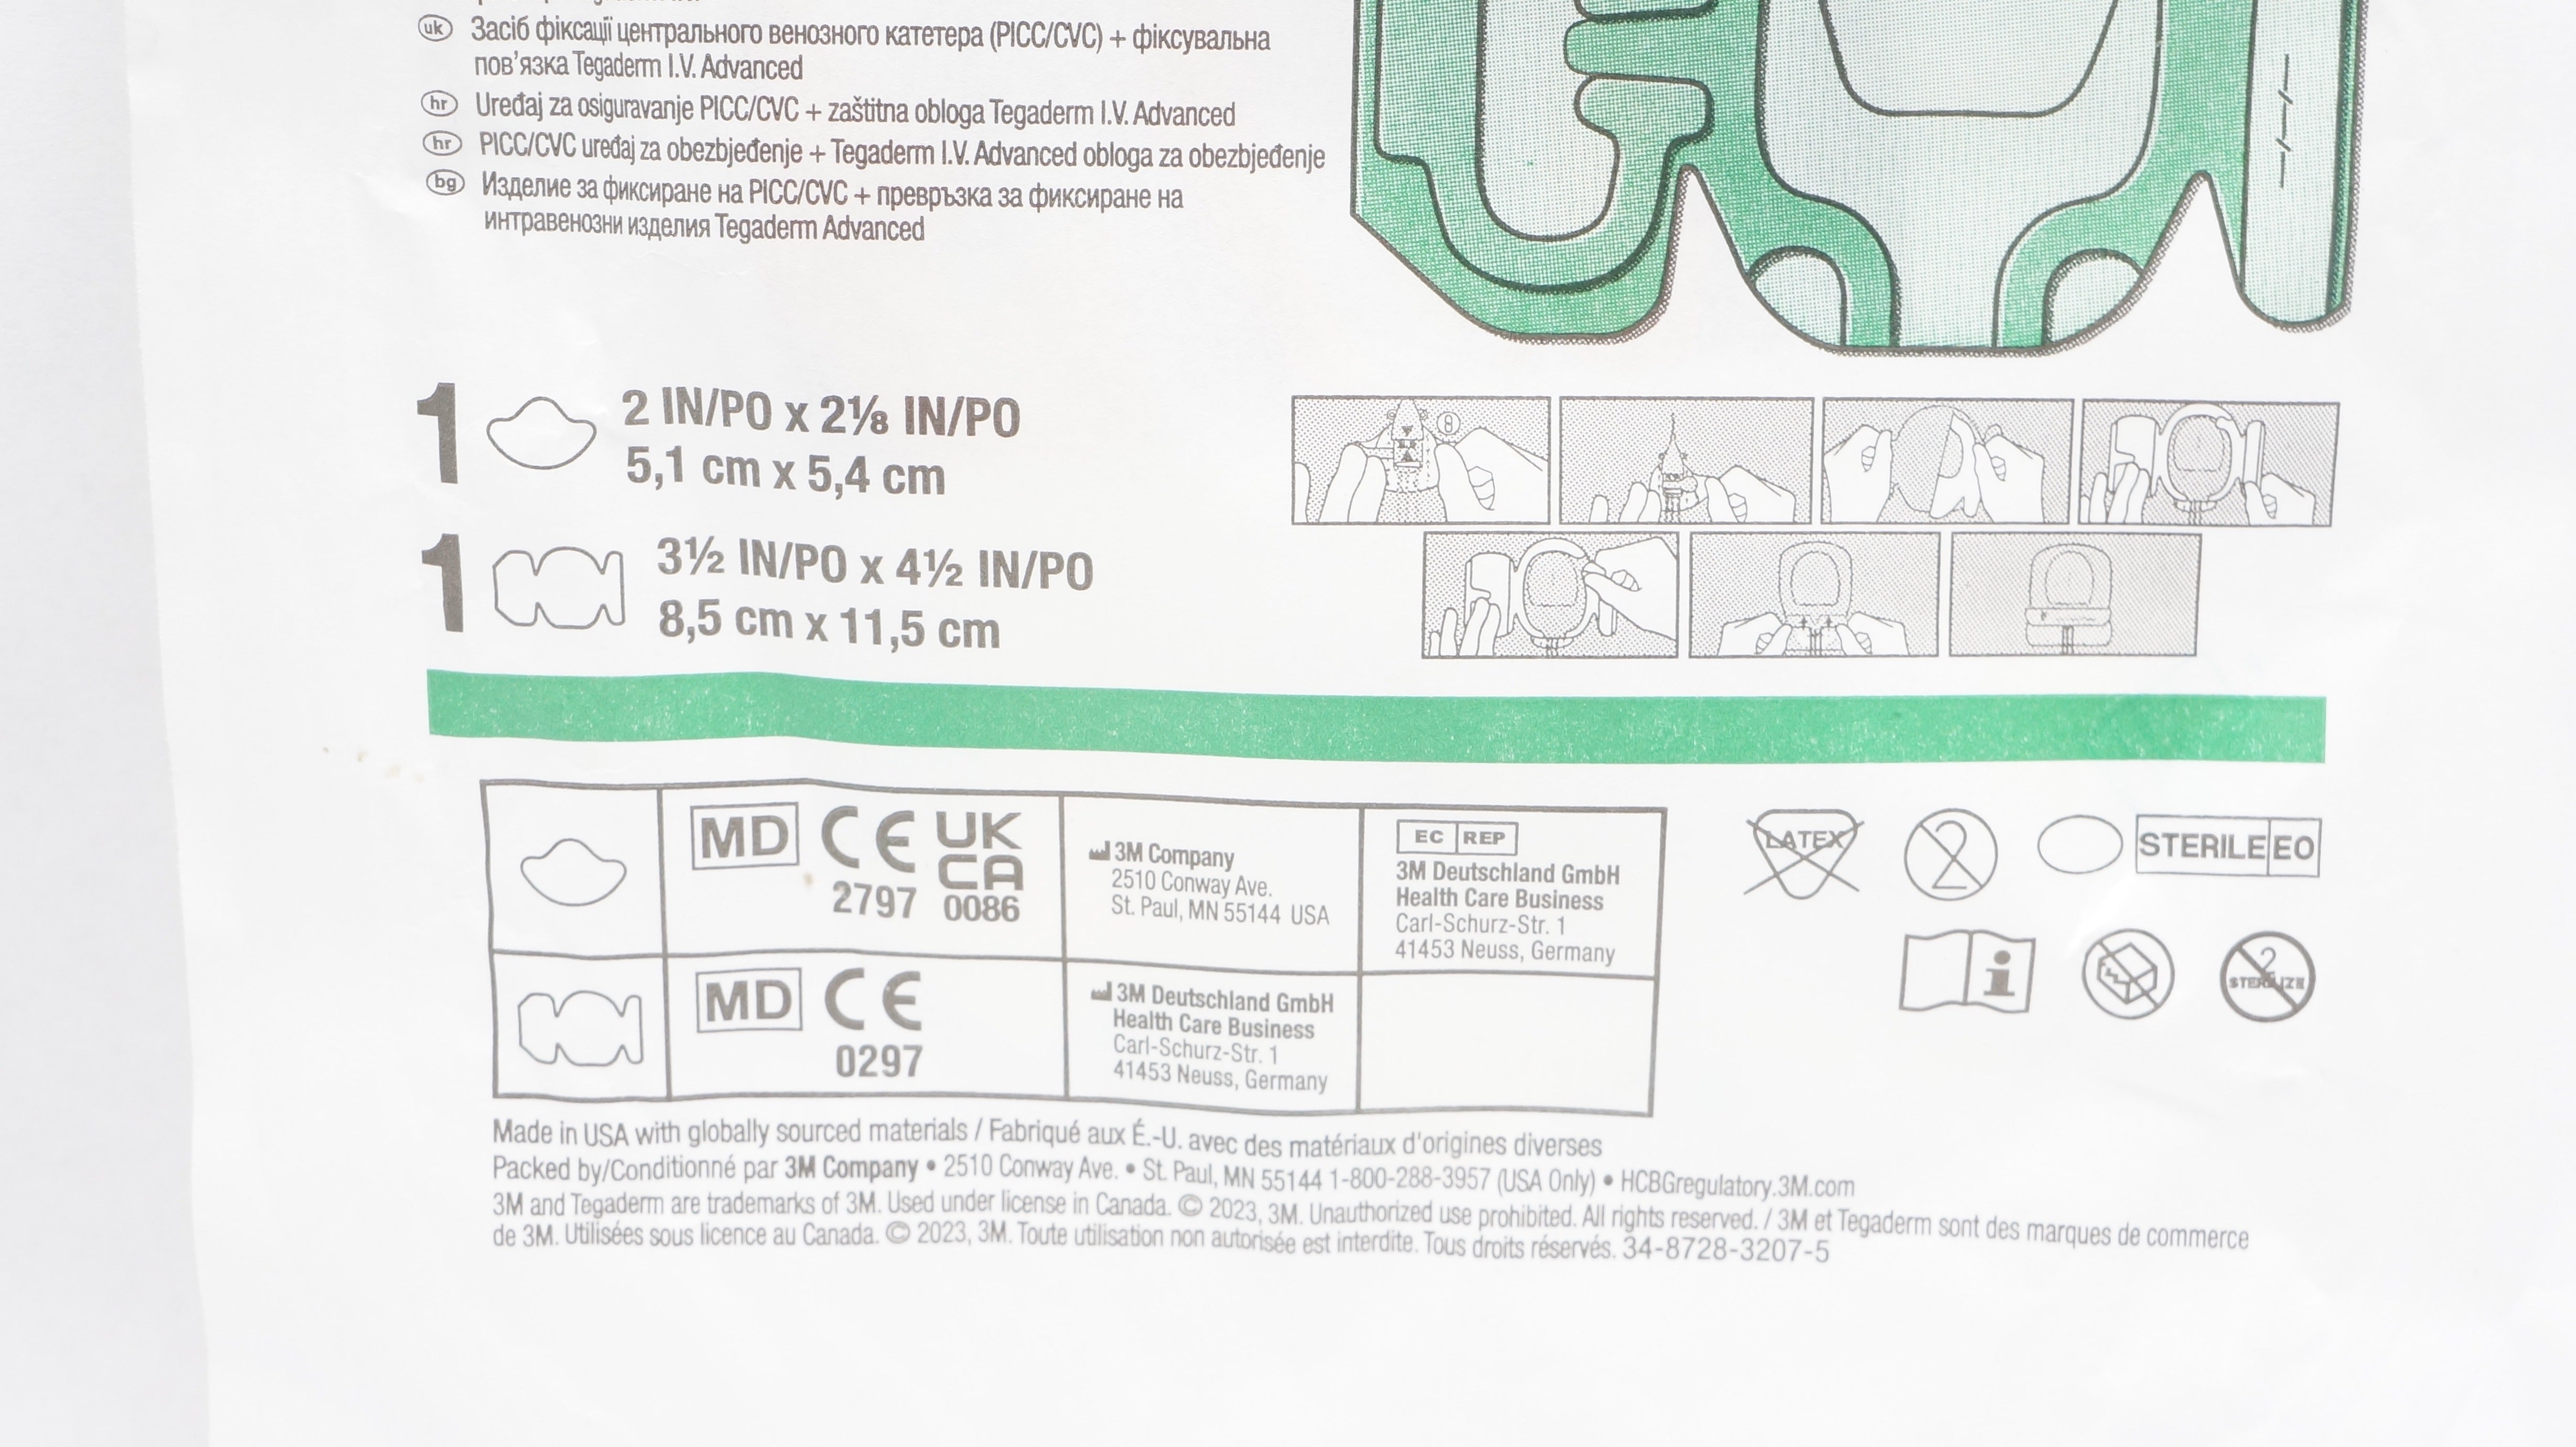 uk Засіб фіксації центрального венозного катетера (PICC/CVC) + фіксувальна
пов'язка Tegaderm I.V. Advanced
hr Uređaj za osiguravanje PICC/CVC + zaštitna obloga Tegaderm I.V. Advanced
hr PICC/CVC uređaj za obezbjeđenje + Tegaderm I.V. Advanced obloga za obezbjeđenje
bg Изделие за фиксиране на PICC/CVC + превръзка за фиксиране на
интравенозни изделия Tegaderm Advanced
1 2 IN/PO x 2⅛ IN/PO
5,1 cm x 5,4 cm
1 3½ IN/PO x 4½ IN/PO
8,5 cm x 11,5 cm
MD CE 2797 UK CA 0086
3M Company
2510 Conway Ave.
St. Paul, MN 55144 USA
EC REP
3M Deutschland GmbH
Health Care Business
Carl-Schurz-Str. 1
41453 Neuss, Germany
MD CE 0297
3M Deutschland GmbH
Health Care Business
Carl-Schurz-Str. 1
41453 Neuss, Germany
LATEX 2 STERILE EO
i 2 STERILIZE
Made in USA with globally sourced materials / Fabriqué aux É.-U. avec des matériaux d'origines diverses
Packed by/Conditionné par 3M Company • 2510 Conway Ave. • St. Paul, MN 55144 1-800-288-3957 (USA Only) • HCBGregulatory.3M.com
3M and Tegaderm are trademarks of 3M. Used under license in Canada. © 2023, 3M. Unauthorized use prohibited. All rights reserved. / 3M et Tegaderm sont des marques de commerce
de 3M. Utilisées sous licence au Canada. © 2023, 3M. Toute utilisation non autorisée est interdite. Tous droits réservés. 34-8728-3207-5